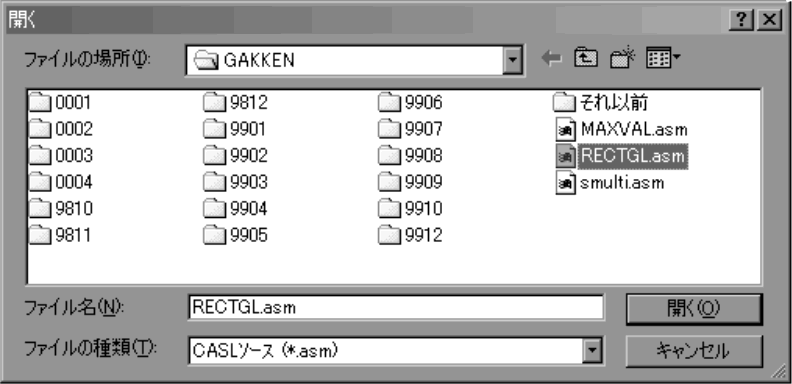 開く
ファイルの場所(I): GAKKEN
0001 9812 9906 それ以前
0002 9901 9907 MAXVAL.asm
0003 9902 9908 RECTGL.asm
0004 9903 9909 smulti.asm
9810 9904 9910
9811 9905 9912
ファイル名(N): RECTGL.asm 開く(O)
ファイルの種類(T): CASLソース (*.asm) キャンセル